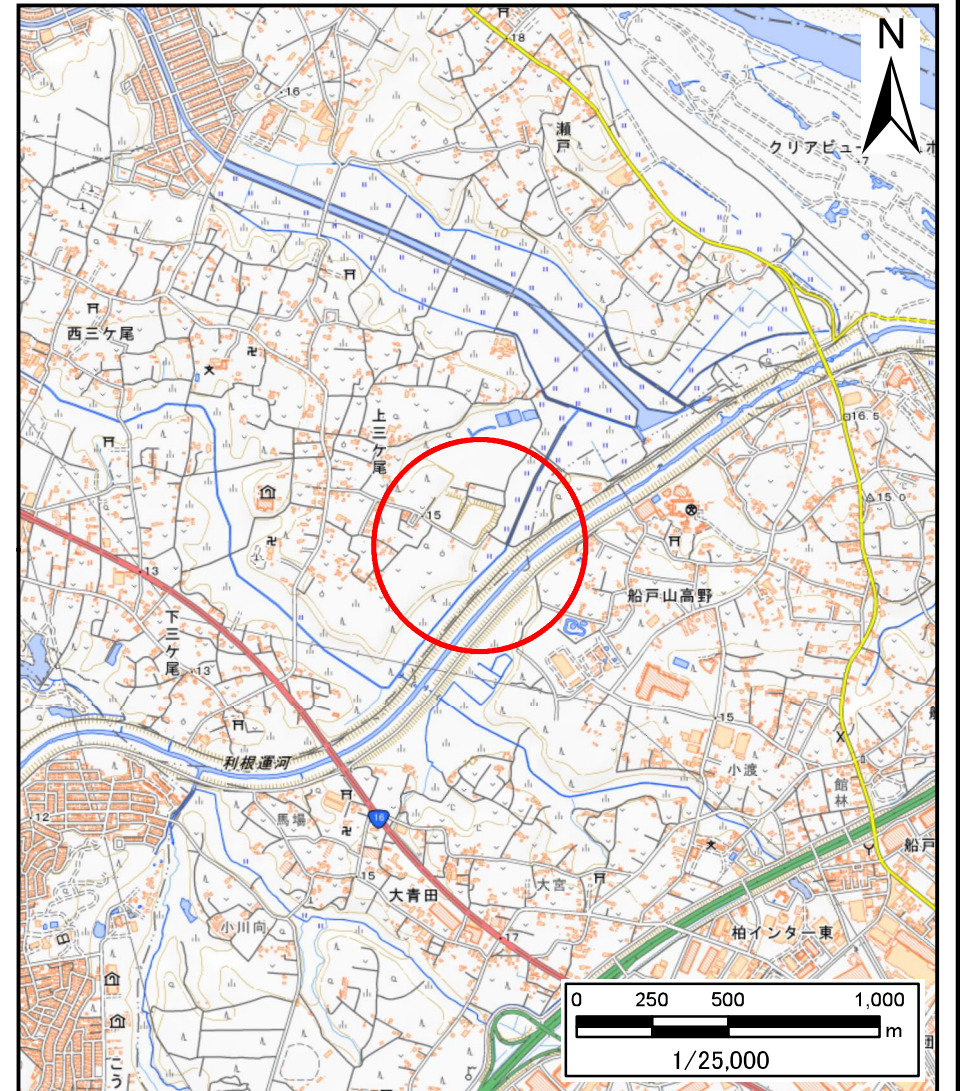 N
18
16
瀬戸
クリアビュー
7
西三ケ尾
上三ケ尾
16.5
15.0
15
13
船戸山高野
下三ケ尾
13
15
利根運河
小渡
館林
12
馬場
16
船戸
15
大青田
大宮
小川向
17
柏インター東
こう
0 250 500 1,000
m
1/25,000